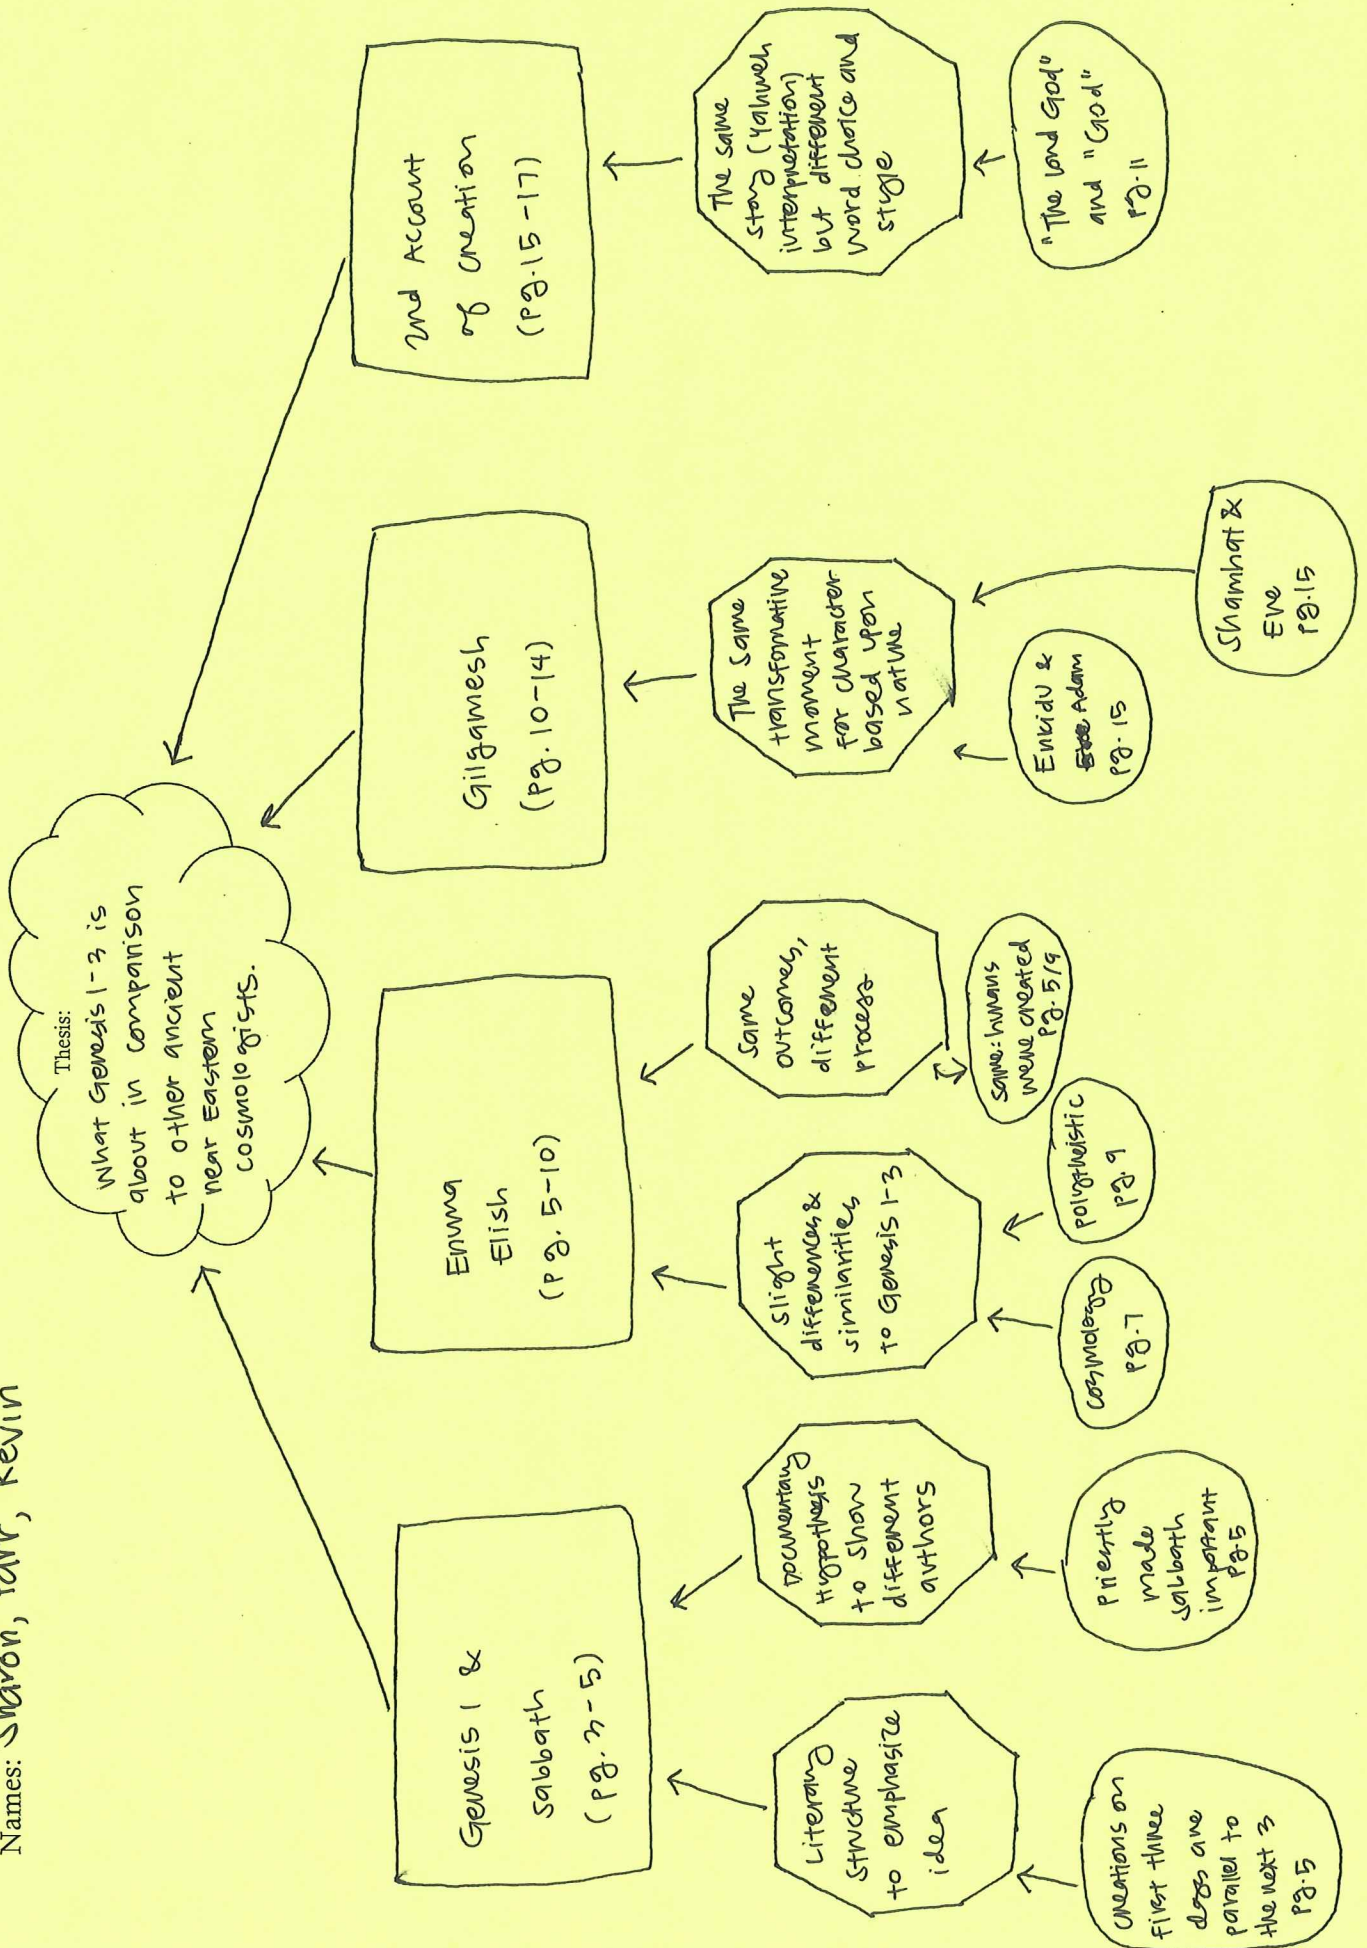 Names: Sharon, Kevin
Thesis:
What Genesis 1-3 is
about in comparison
to other ancient
near Eastern
cosmologists.
Genesis 1 &
Sabbath
(pg. 3-5)
Enuma
Elish
(pg. 5-10)
Gilgamesh
(pg. 10-14)
2nd Account
of creation
(pg. 15-17)
Literary
structure
to emphasize
idea
Documentary
Hypothesis
to show
different
authors
slight
differences &
similarities
to Genesis 1-3
same
outcomes,
different
process
The same
transfomative
moment
for character
based upon
nature
The same
story (Yahweh
interpretation)
but different
word choice and
style
creations on
first three
days are
parallel to
the next 3
pg.5
Priestly
made
sabbath
important
pg.5
cosmology
pg.7
polytheistic
pg.9
same: humans
were created
pg. 5/9
Enkidu &
Adam
pg.15
Shamhat &
Eve
pg.15
"The Lord God"
and "God"
pg.11